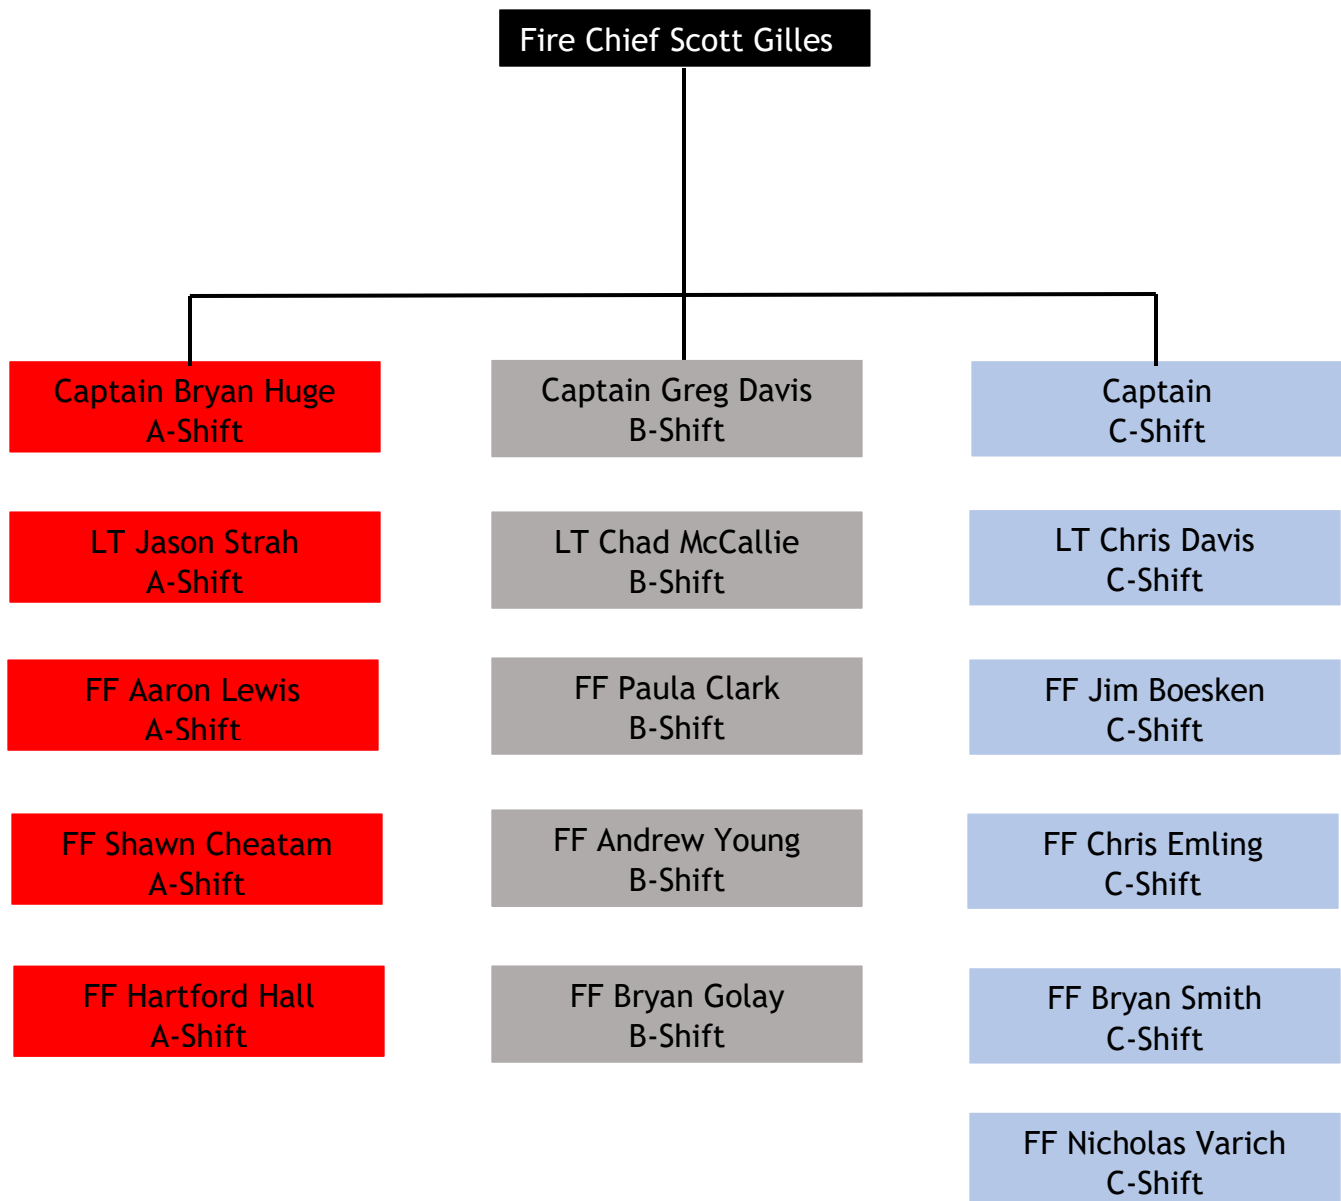 Fire Chief Scott Gilles
Captain Bryan Huge
A-Shift
Captain Greg Davis
B-Shift
Captain
C-Shift
LT Jason Strah
A-Shift
LT Chad McCallie
B-Shift
LT Chris Davis
C-Shift
FF Aaron Lewis
A-Shift
FF Paula Clark
B-Shift
FF Jim Boesken
C-Shift
FF Shawn Cheatam
A-Shift
FF Andrew Young
B-Shift
FF Chris Emling
C-Shift
FF Hartford Hall
A-Shift
FF Bryan Golay
B-Shift
FF Bryan Smith
C-Shift
FF Nicholas Varich
C-Shift